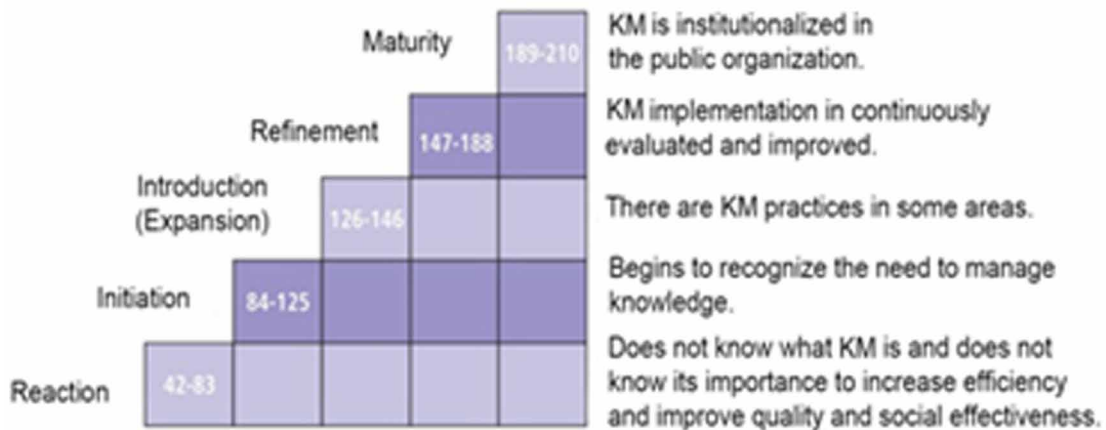 Maturity
189-210
KM is institutionalized in
the public organization.
Refinement
147-188
KM implementation in continuously
evaluated and improved.
Introduction
(Expansion)
126-146
There are KM practices in some areas.
Initiation
84-125
Begins to recognize the need to manage
knowledge.
Reaction
42-83
Does not know what KM is and does not
know its importance to increase efficiency
and improve quality and social effectiveness.